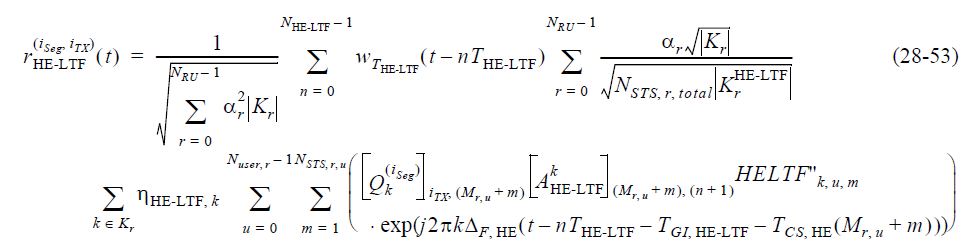 r_{HE-LTF}^{(i_{Seg}, i_{TX})}(t) = \frac{1}{\sqrt{\sum_{r=0}^{N_{RU}-1} \alpha_r^2 |K_r|}} \sum_{n=0}^{N_{HE-LTF}-1} w_{T_{HE-LTF}}(t - nT_{HE-LTF}) \sum_{r=0}^{N_{RU}-1} \frac{\alpha_r \sqrt{|K_r|}}{\sqrt{N_{STS, r, total} |K_r^{HE-LTF}|}} (28-53)
\sum_{k \in K_r} \eta_{HE-LTF, k} \sum_{u=0}^{N_{user, r}-1} \sum_{m=1}^{N_{STS, r, u}} ( [Q_k^{(i_{Seg})}]_{i_{TX}, (M_{r, u}+m)} [A_{HE-LTF}^k]_{(M_{r, u}+m), (n+1)} HELTF''_{k, u, m}
\cdot exp(j2\pi k\Delta_{F, HE}(t - nT_{HE-LTF} - T_{GI, HE-LTF} - T_{CS, HE}(M_{r, u}+m))) )